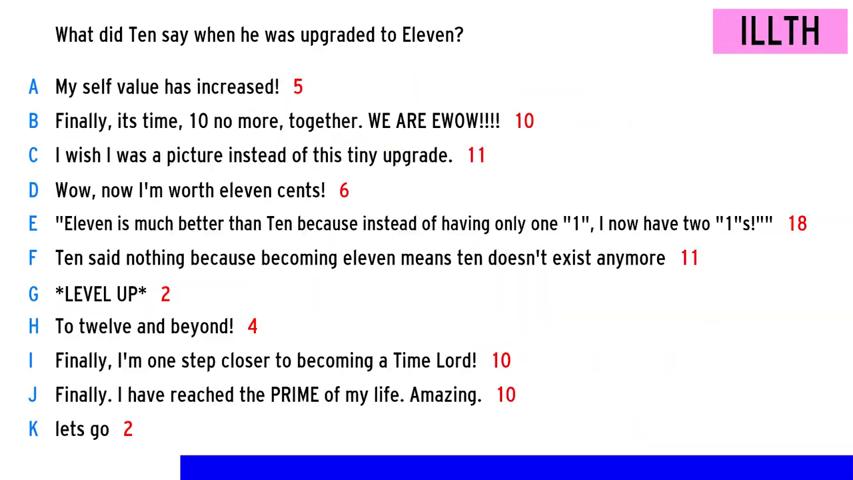 What did Ten say when he was upgraded to Eleven?
ILLTH
A My self value has increased! 5
B Finally, its time, 10 no more, together. WE ARE EWOW!!!! 10
C I wish I was a picture instead of this tiny upgrade. 11
D Wow, now I'm worth eleven cents! 6
E "Eleven is much better than Ten because instead of having only one "1", I now have two "1"s!"" 18
F Ten said nothing because becoming eleven means ten doesn't exist anymore 11
G *LEVEL UP* 2
H To twelve and beyond! 4
I Finally, I'm one step closer to becoming a Time Lord! 10
J Finally. I have reached the PRIME of my life. Amazing. 10
K lets go 2